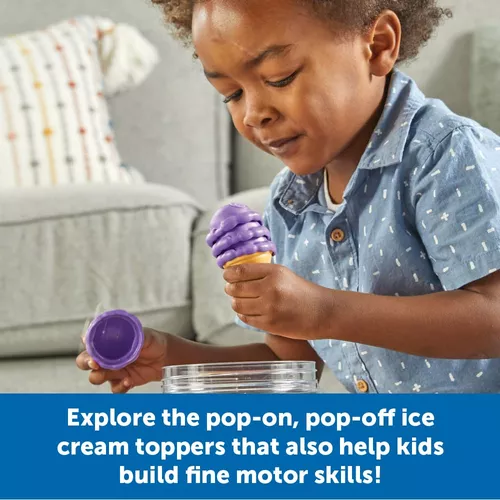 Explore the pop-on, pop-off ice
cream toppers that also help kids
build fine motor skills!